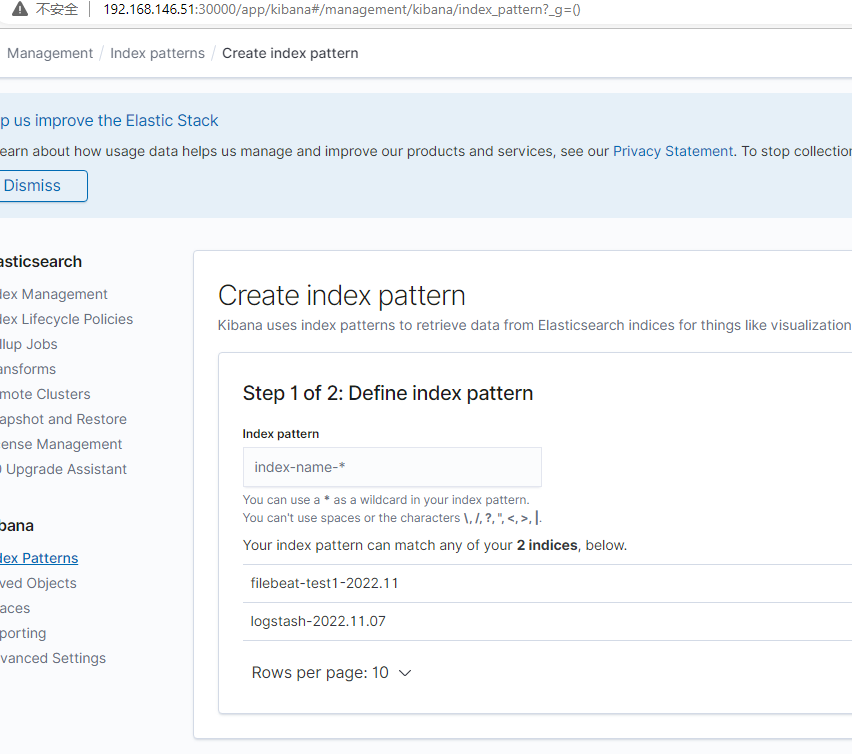 不安全 | 192.168.146.51:30000/app/kibana#/management/kibana/index_pattern?_g=()
Management / Index patterns / Create index pattern
p us improve the Elastic Stack
earn about how usage data helps us manage and improve our products and services, see our Privacy Statement. To stop collection
Dismiss
asticsearch
dex Management
dex Lifecycle Policies
llup Jobs
ansforms
mote Clusters
apshot and Restore
ense Management
0 Upgrade Assistant
bana
dex Patterns
ved Objects
aces
porting
vanced Settings
Create index pattern
Kibana uses index patterns to retrieve data from Elasticsearch indices for things like visualization
Step 1 of 2: Define index pattern
Index pattern
index-name-*
You can use a * as a wildcard in your index pattern.
You can't use spaces or the characters \, /, ?, ", <, >, |.
Your index pattern can match any of your 2 indices, below.
filebeat-test1-2022.11
logstash-2022.11.07
Rows per page: 10